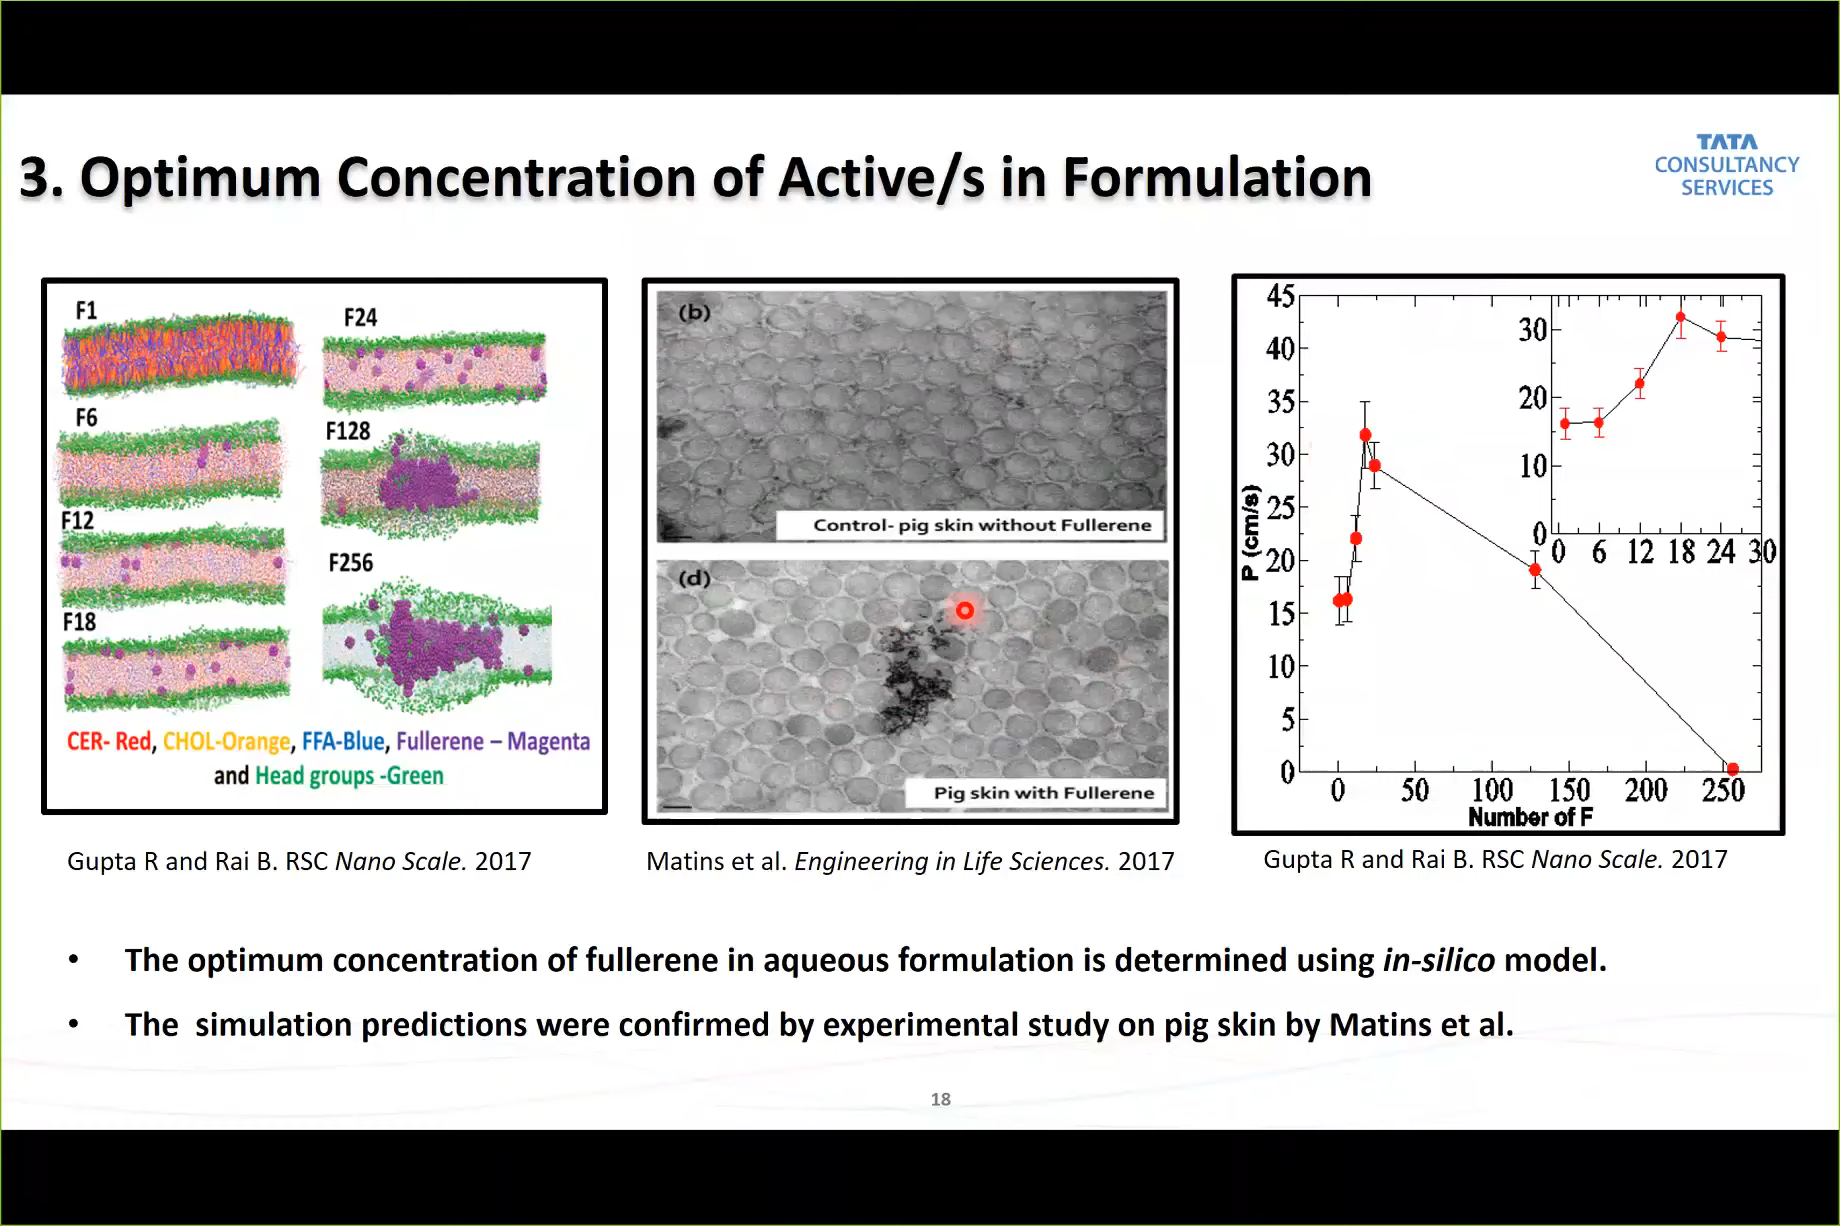 3. Optimum Concentration of Active/s in Formulation
TATA
CONSULTANCY
SERVICES
F1
F24
F6
F128
F12
F256
F18
CER- Red, CHOL-Orange, FFA-Blue, Fullerene – Magenta
and Head groups -Green
(b)
Control- pig skin without Fullerene
(d)
Pig skin with Fullerene
45
40
35
30
25
20
15
10
5
0
P (cm/s)
0 50 100 150 200 250
Number of F
30
20
10
0
0 6 12 18 24 30
Gupta R and Rai B. RSC Nano Scale. 2017
Matins et al. Engineering in Life Sciences. 2017
Gupta R and Rai B. RSC Nano Scale. 2017
• The optimum concentration of fullerene in aqueous formulation is determined using in-silico model.
• The simulation predictions were confirmed by experimental study on pig skin by Matins et al.
18